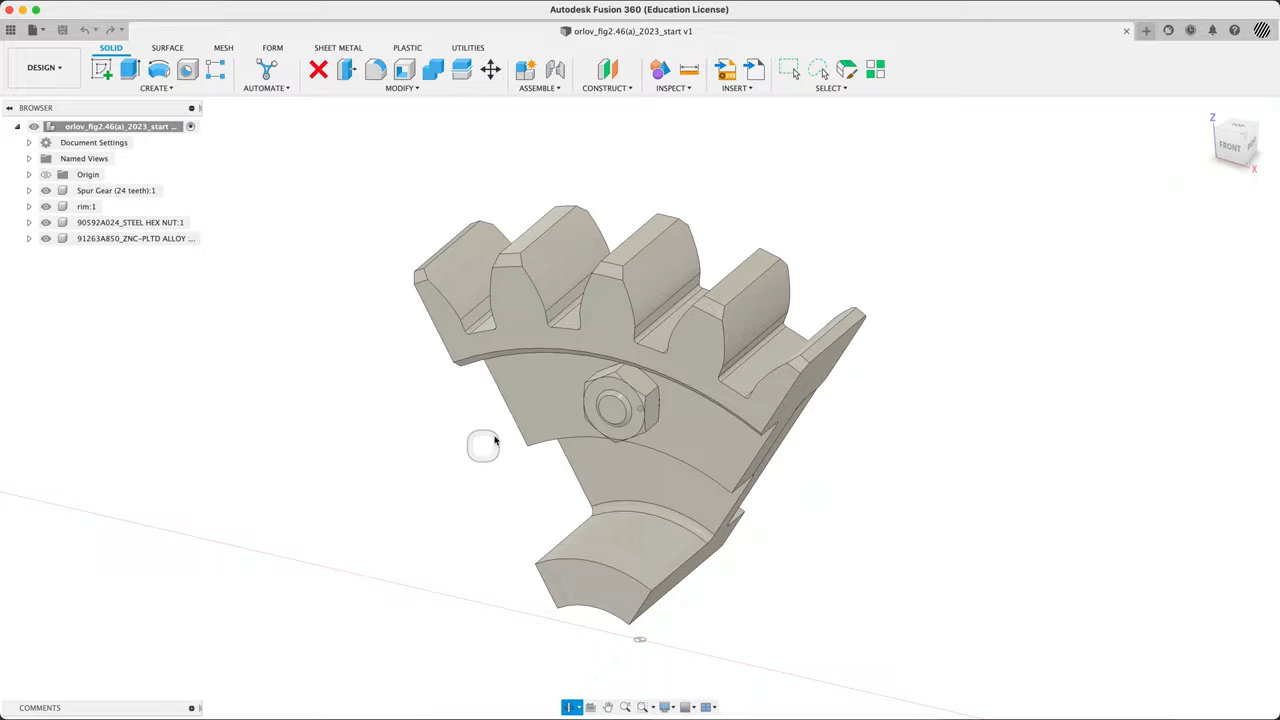 Autodesk Fusion 360 (Education License)
orlov_fig2.46(a)_2023_start v1
DESIGN
SOLID SURFACE MESH FORM SHEET METAL PLASTIC UTILITIES
CREATE AUTOMATE MODIFY ASSEMBLE CONSTRUCT INSPECT INSERT SELECT
BROWSER
orlov_fig2.46(a)_2023_start ...
Document Settings
Named Views
Origin
Spur Gear (24 teeth):1
rim:1
90592A024_STEEL HEX NUT:1
91263A850_ZNC-PLTD ALLOY ...
Z
FRONT
X
COMMENTS